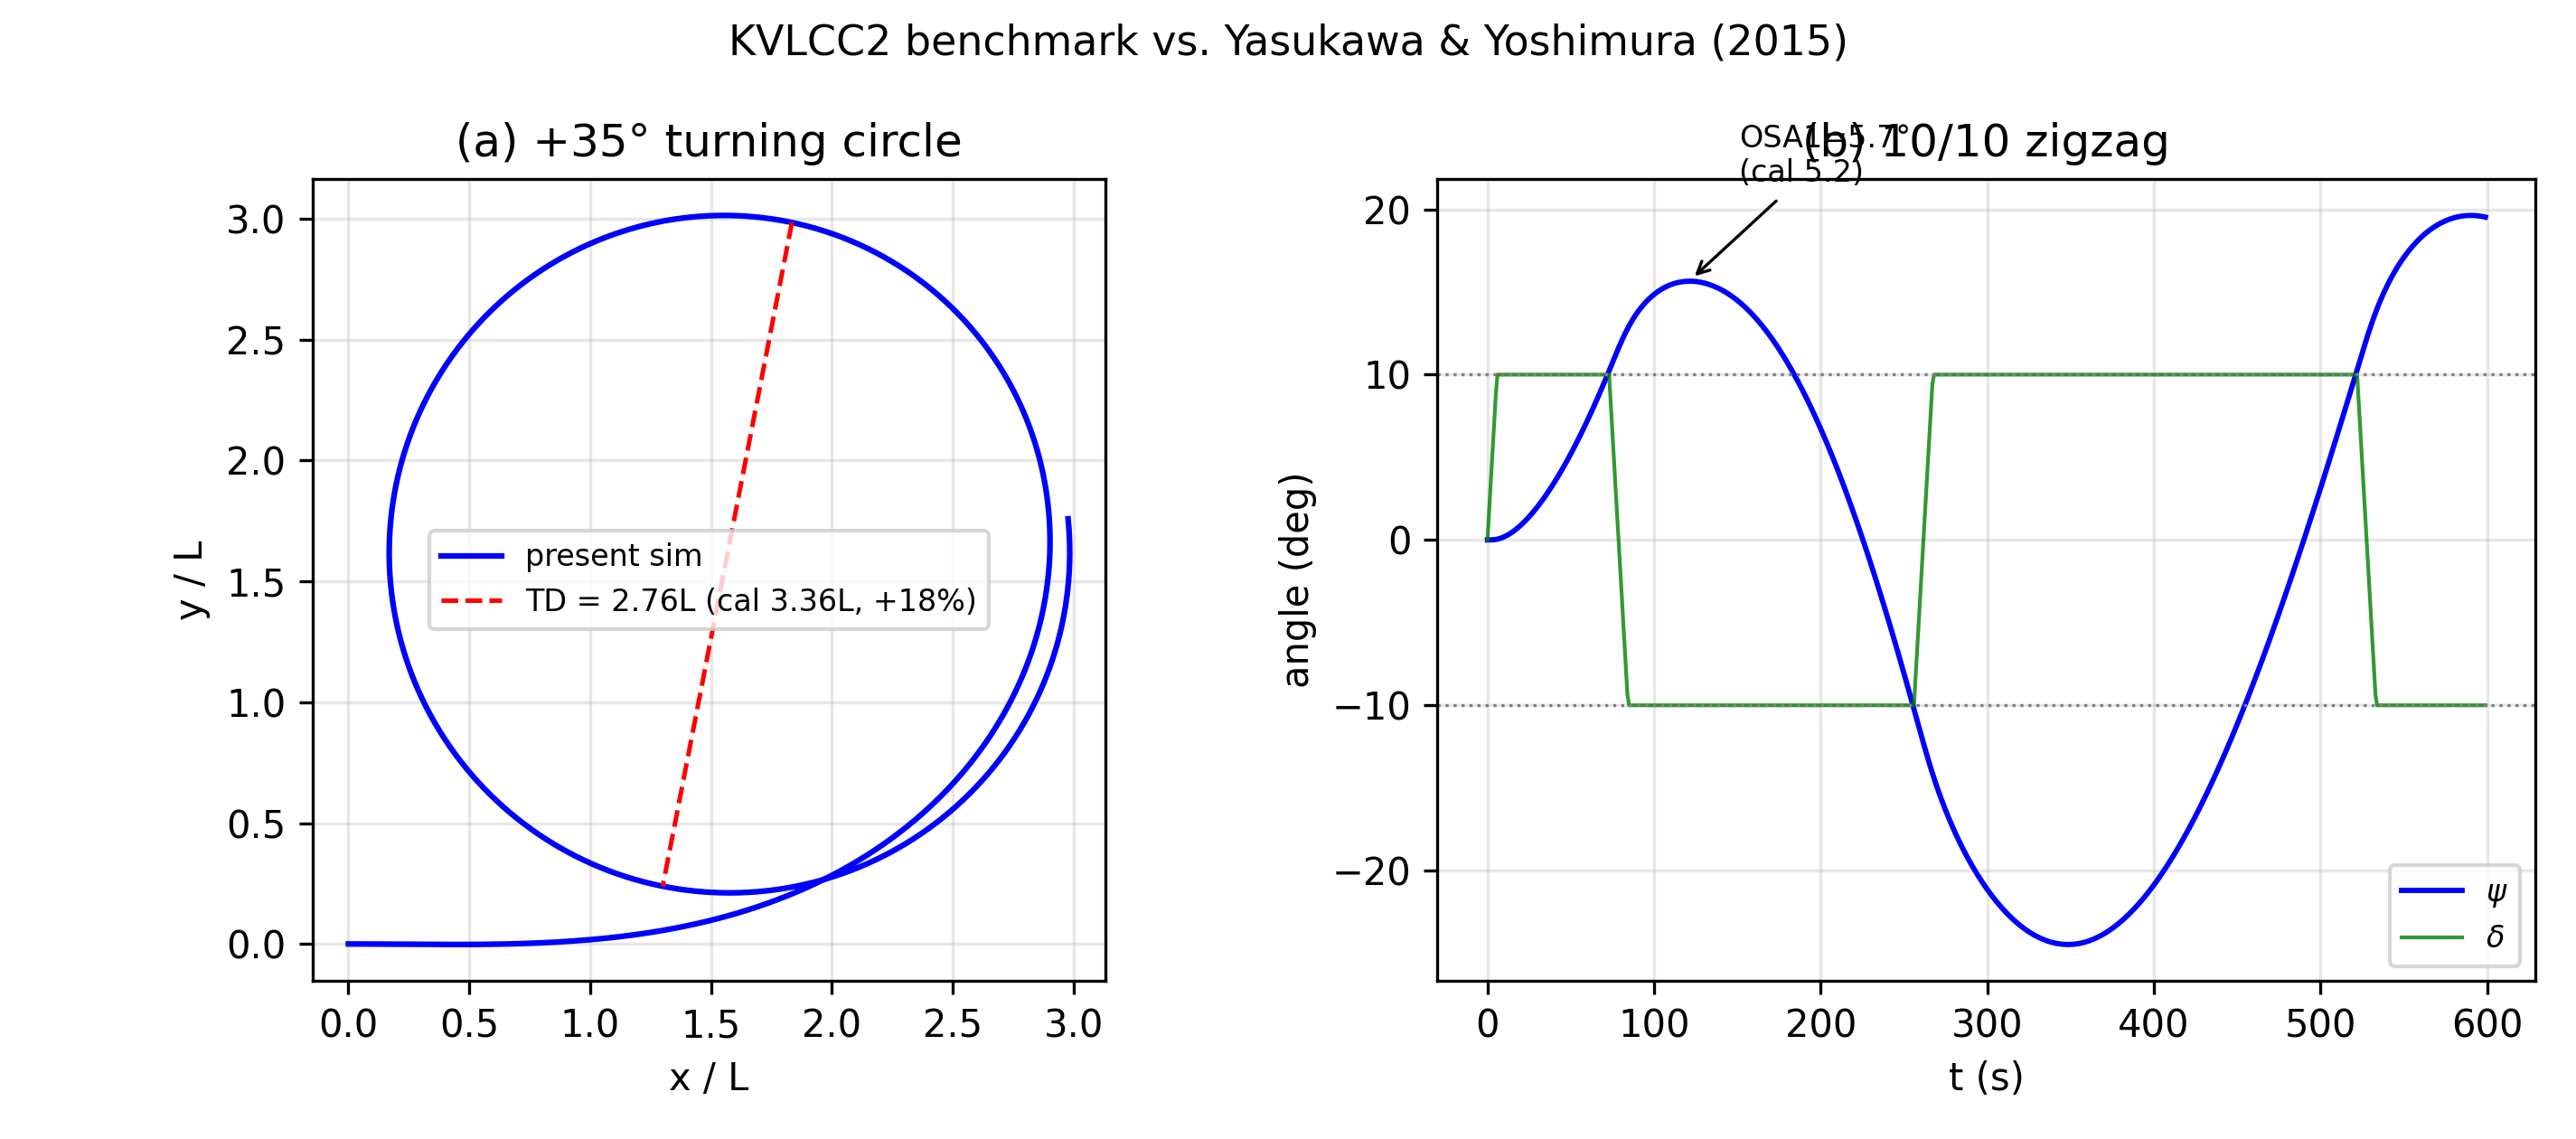 KVLCC2 benchmark vs. Yasukawa & Yoshimura (2015)
(a) +35° turning circle
3.0
2.5
2.0
1.5
1.0
0.5
0.0
y / L
present sim
TD = 2.76L (cal 3.36L, +18%)
0.0 0.5 1.0 1.5 2.0 2.5 3.0
x / L
(b) 10/10 zigzag
OSA1=5.7°
(cal 5.2)
20
10
0
−10
−20
angle (deg)
ψ
δ
0 100 200 300 400 500 600
t (s)